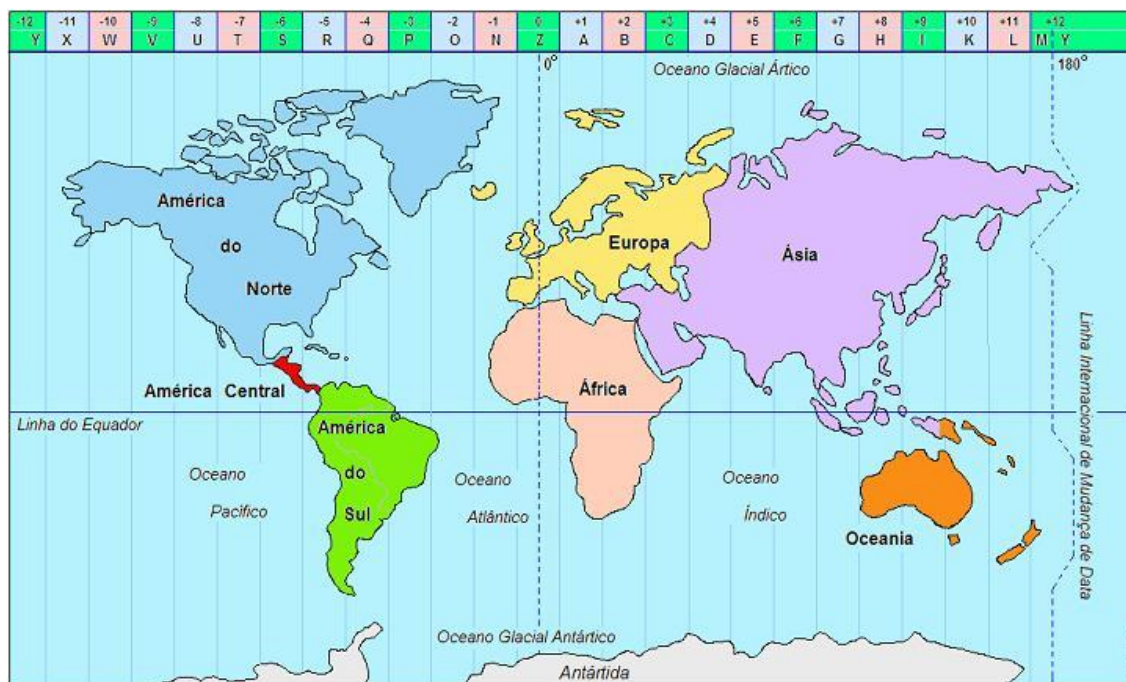 -12 -11 -10 -9 -8 -7 -6 -5 -4 -3 -2 -1 0 +1 +2 +3 +4 +5 +6 +7 +8 +9 +10 +11 +12
Y X W V U T S R Q P O N Z A B C D E F G H I K L M Y
0°
Oceano Glacial Ártico
180°
América
do
Norte
Europa
Ásia
América Central
África
Linha do Equador
América
do
Sul
Oceano
Pacífico
Oceano
Atlântico
Oceano
Índico
Oceania
Linha Internacional de Mudança de Data
Oceano Glacial Antártico
Antártida